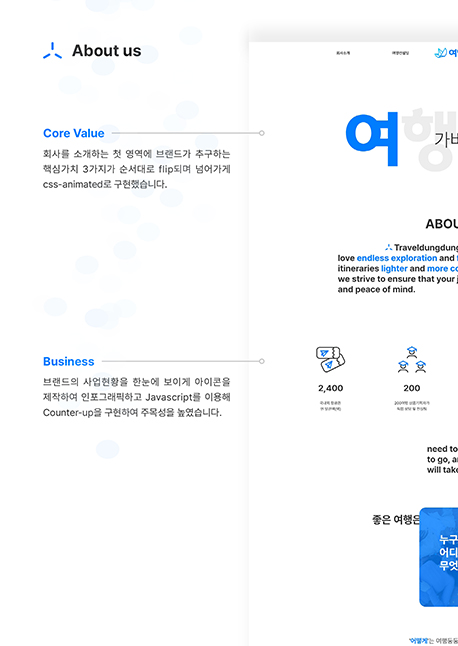 About us
Core Value
회사를 소개하는 첫 영역에 브랜드가 추구하는
핵심가치 3가지가 순서대로 flip되며 넘어가게
css-animated로 구현했습니다.
Business
브랜드의 사업현황을 한눈에 보이게 아이콘을
제작하여 인포그래픽하고 Javascript를 이용해
Counter-up을 구현하여 주목성을 높였습니다.
회사소개 여행컨설팅 여
여행 가벼
ABOU
Traveldungdung
love endless exploration and f
itineraries lighter and more co
we strive to ensure that your j
and peace of mind.
2,400 200
need to
to go, a
will take
좋은 여행은
누구
어디
무엇
'어떻게'는 여행둥둥